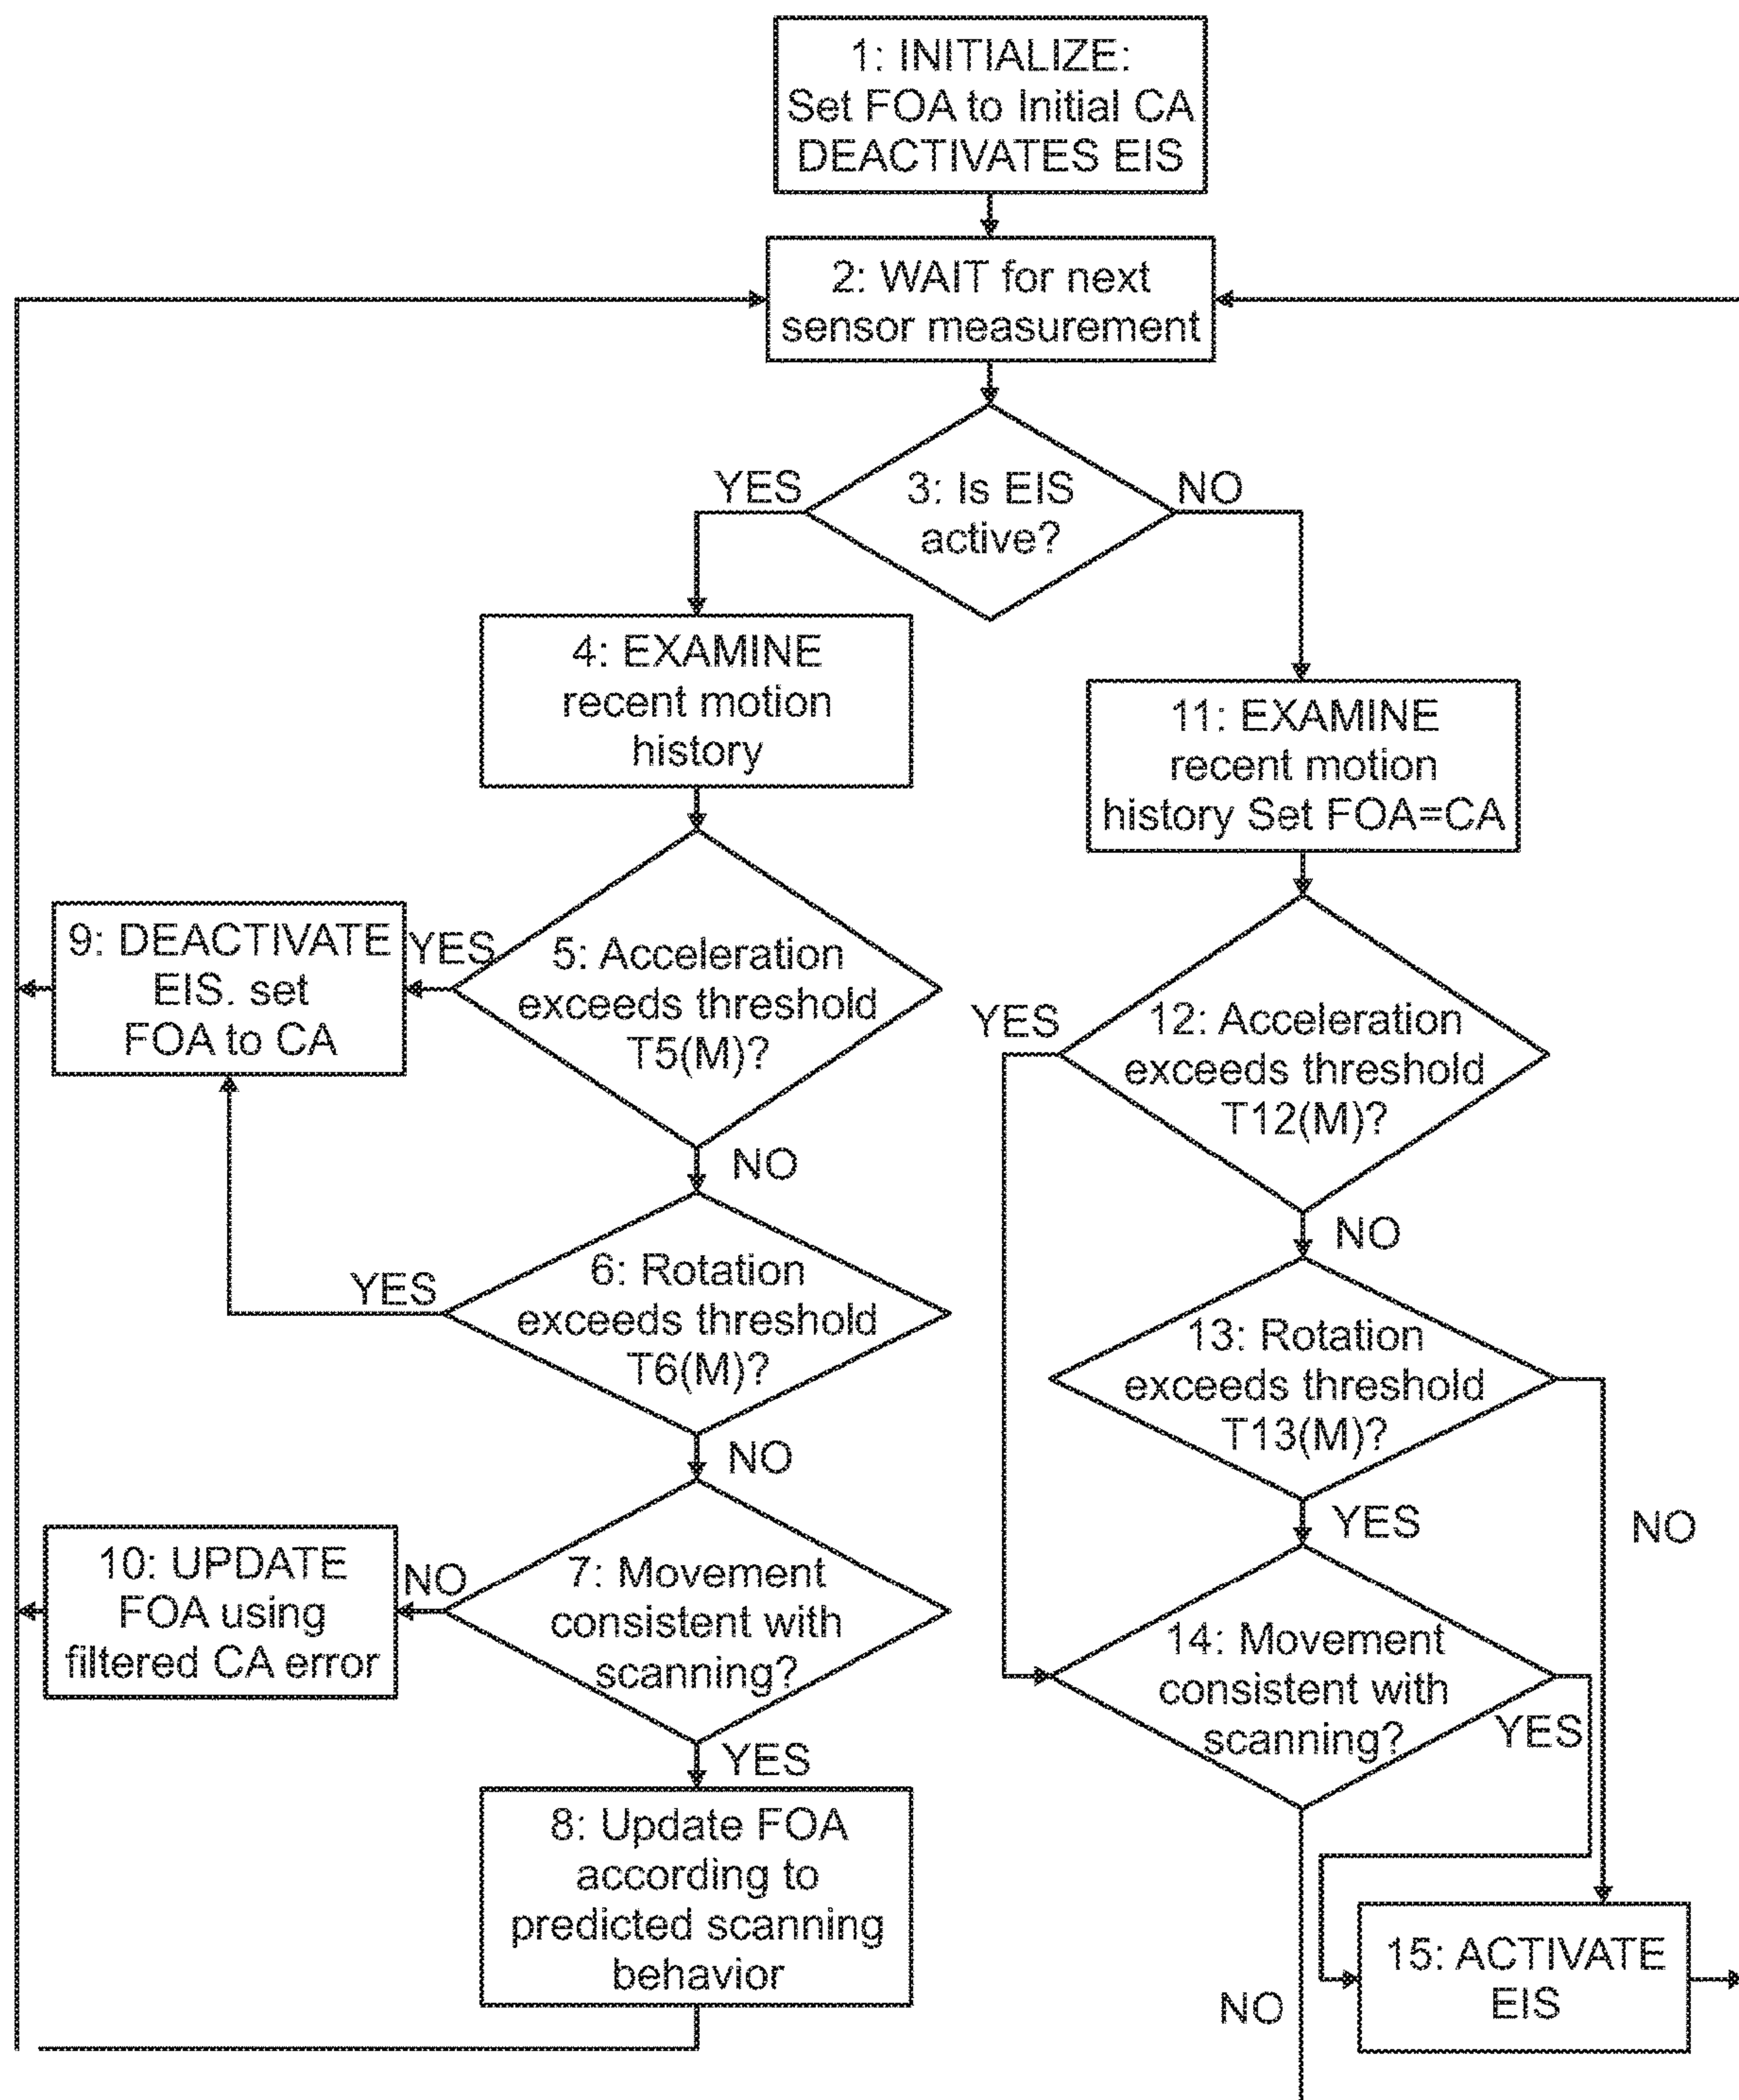 1: INITIALIZE:
Set FOA to Initial CA
DEACTIVATES EIS
2: WAIT for next
sensor measurement
YES
3: Is EIS
active?
NO
4: EXAMINE
recent motion
history
11: EXAMINE
recent motion
history Set FOA=CA
9: DEACTIVATE
EIS. set
FOA to CA
YES
5: Acceleration
exceeds threshold
T5(M)?
YES
12: Acceleration
exceeds threshold
T12(M)?
NO
NO
YES
6: Rotation
exceeds threshold
T6(M)?
13: Rotation
exceeds threshold
T13(M)?
NO
YES
NO
10: UPDATE
FOA using
filtered CA error
NO
7: Movement
consistent with
scanning?
14: Movement
consistent with
scanning?
YES
YES
8: Update FOA
according to
predicted scanning
behavior
NO
15: ACTIVATE
EIS